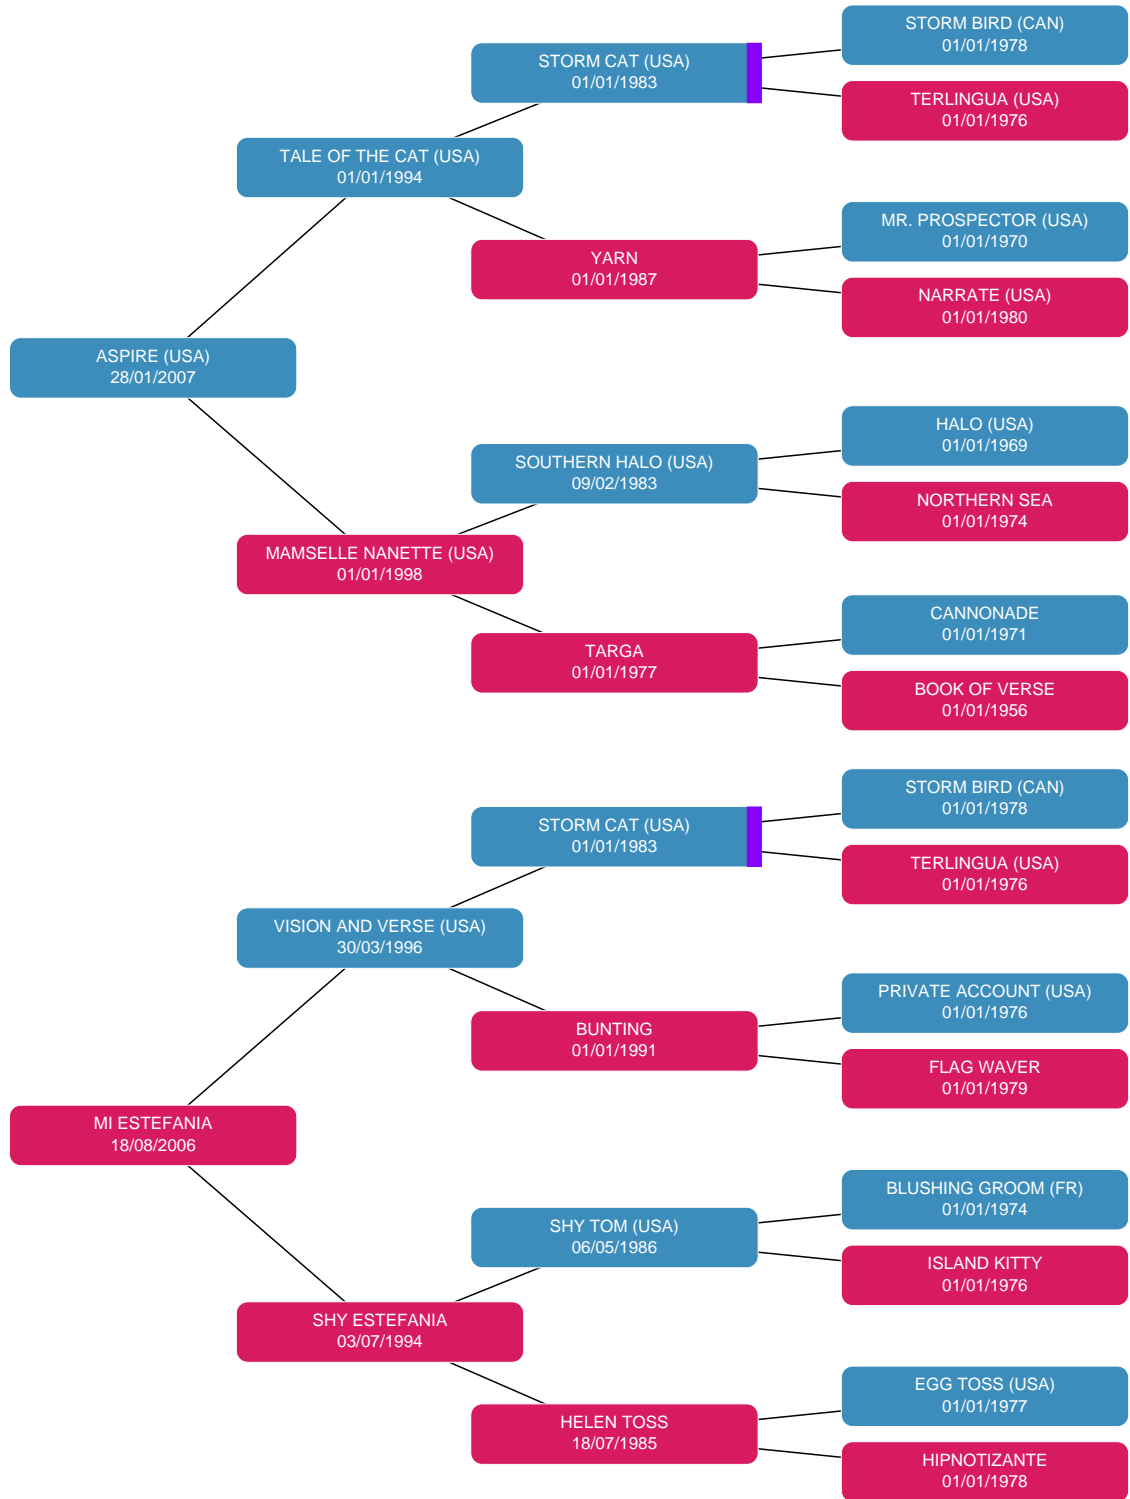 STORM BIRD (CAN)
01/01/1978
STORM CAT (USA)
01/01/1983
TERLINGUA (USA)
01/01/1976
TALE OF THE CAT (USA)
01/01/1994
MR. PROSPECTOR (USA)
01/01/1970
YARN
01/01/1987
NARRATE (USA)
01/01/1980
ASPIRE (USA)
28/01/2007
HALO (USA)
01/01/1969
SOUTHERN HALO (USA)
09/02/1983
NORTHERN SEA
01/01/1974
MAMSELLE NANETTE (USA)
01/01/1998
CANNONADE
01/01/1971
TARGA
01/01/1977
BOOK OF VERSE
01/01/1956
STORM BIRD (CAN)
01/01/1978
STORM CAT (USA)
01/01/1983
TERLINGUA (USA)
01/01/1976
VISION AND VERSE (USA)
30/03/1996
PRIVATE ACCOUNT (USA)
01/01/1976
BUNTING
01/01/1991
FLAG WAVER
01/01/1979
MI ESTEFANIA
18/08/2006
BLUSHING GROOM (FR)
01/01/1974
SHY TOM (USA)
06/05/1986
ISLAND KITTY
01/01/1976
SHY ESTEFANIA
03/07/1994
EGG TOSS (USA)
01/01/1977
HELEN TOSS
18/07/1985
HIPNOTIZANTE
01/01/1978